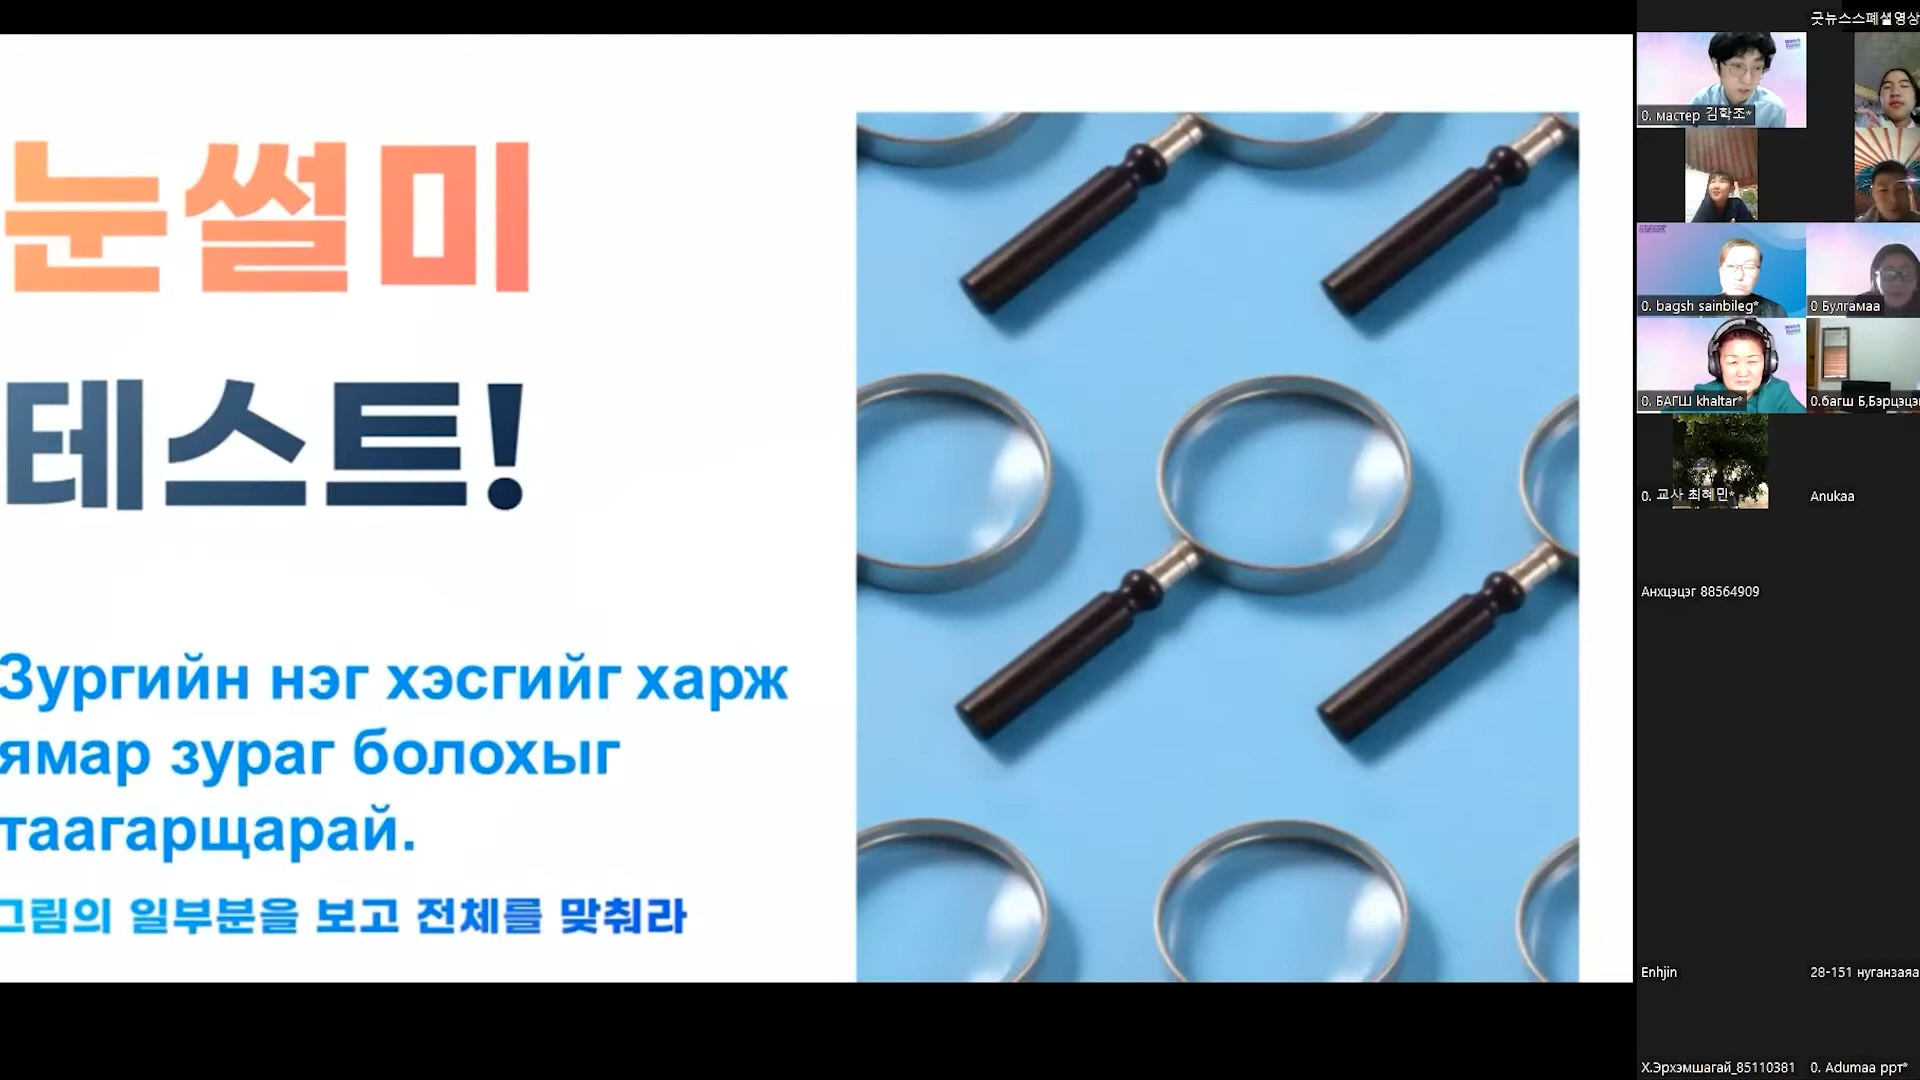 눈썰미
테스트!
Зургийн нэг хэсгийг харж
ямар зураг болохыг
таагарщарай.
그림의 일부분을 보고 전체를 맞춰라
굿뉴스스페셜영상
0. мастер 김학조*
0. bagsh sainbileg*
0 Булгамаа
0. БАГШ khaltar*
0.багш Б,Бэрцэцэг
0. 교사 최혜민*
Anukaa
Анхцэцэг 88564909
Enhjin
28-151 нуганзаяа
Х.Эрхэмшагай_85110381
0. Adumaa ppt*